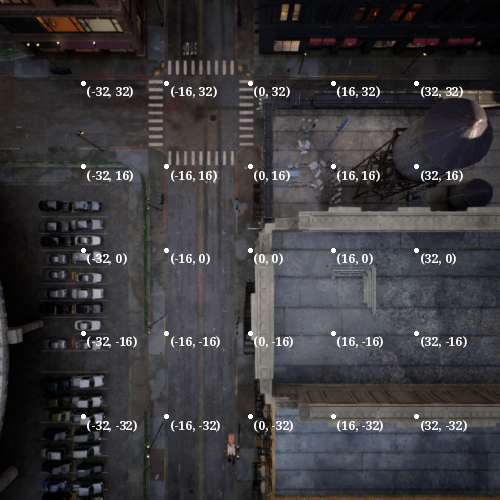 STOP
(-32, 32) (-16, 32) (0, 32) (16, 32) (32, 32)
(-32, 16) (-16, 16) (0, 16) (16, 16) (32, 16)
(-32, 0) (-16, 0) (0, 0) (16, 0) (32, 0)
(-32, -16) (-16, -16) (0, -16) (16, -16) (32, -16)
(-32, -32) (-16, -32) (0, -32) (16, -32) (32, -32)